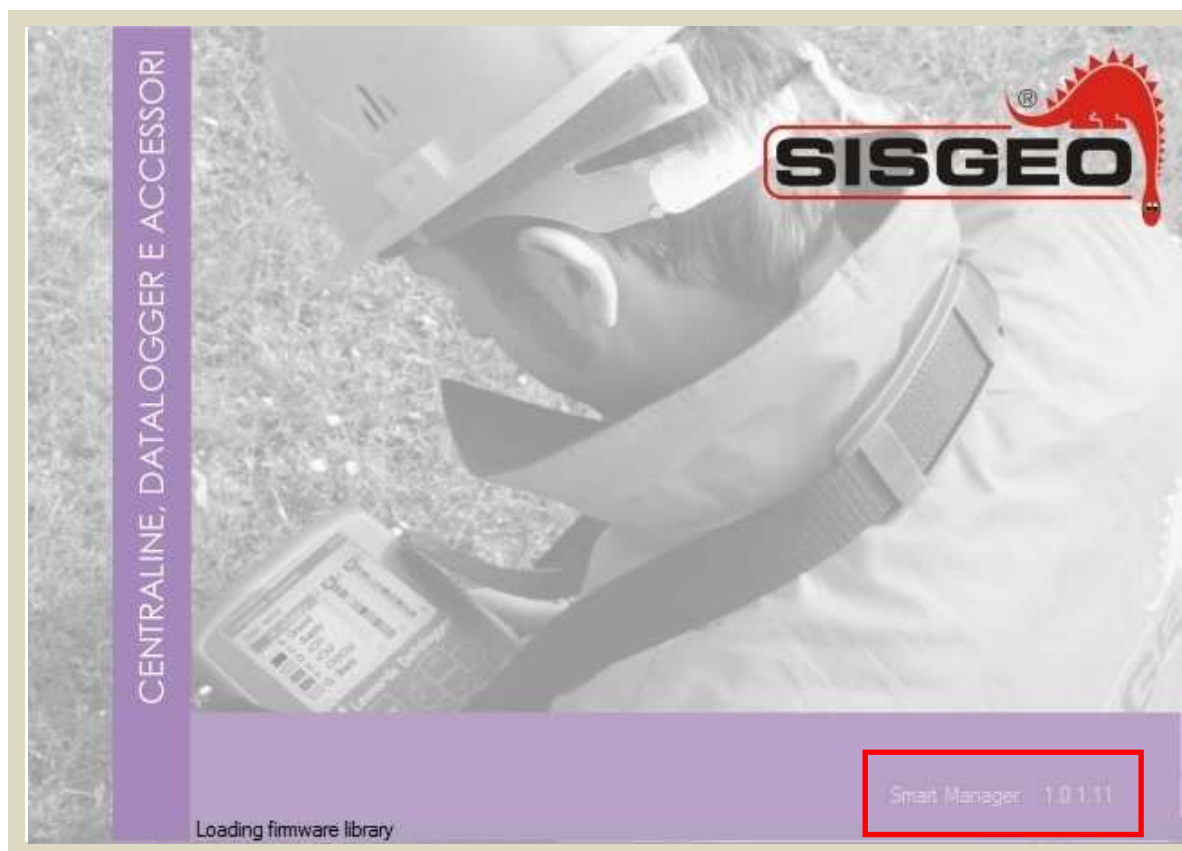 CENTRALINE, DATALOGGER E ACCESSORI
®
SISGEO
Smart Manager 1.0.1.11
Loading firmware library